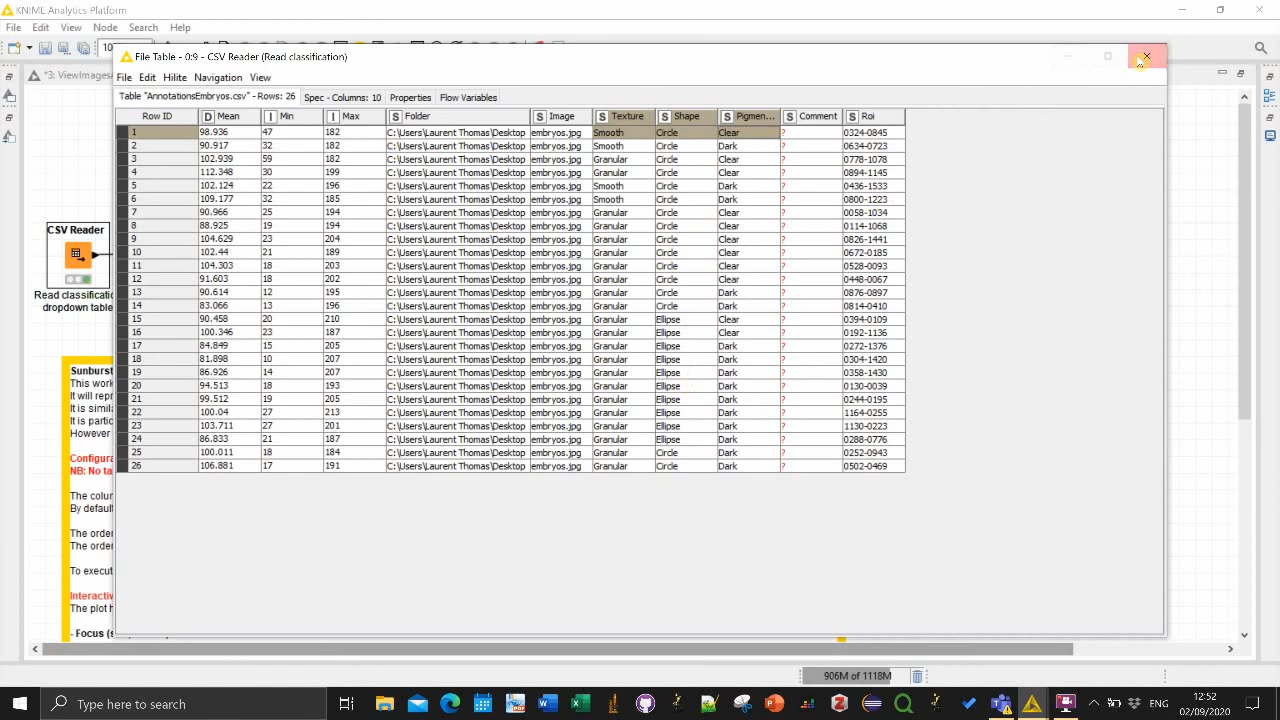 KNIME Analytics Platform
File Edit View Node Search Help
File Table - 0:9 - CSV Reader (Read classification)
*3: ViewImages
File Edit Hilite Navigation View
Table "AnnotationsEmbryos.csv" - Rows: 26 Spec - Columns: 10 Properties Flow Variables
Row ID D Mean I Min I Max S Folder S Image S Texture S Shape S Pigmen... S Comment S Roi
1 98.936 47 182 C:\Users\Laurent Thomas\Desktop embryos.jpg Smooth Circle Clear ? 0324-0845
2 90.917 32 182 C:\Users\Laurent Thomas\Desktop embryos.jpg Smooth Circle Dark ? 0634-0723
3 102.939 59 182 C:\Users\Laurent Thomas\Desktop embryos.jpg Granular Circle Clear ? 0778-1078
4 112.348 30 199 C:\Users\Laurent Thomas\Desktop embryos.jpg Granular Circle Clear ? 0894-1145
5 102.124 22 196 C:\Users\Laurent Thomas\Desktop embryos.jpg Smooth Circle Dark ? 0436-1533
6 109.177 32 185 C:\Users\Laurent Thomas\Desktop embryos.jpg Smooth Circle Dark ? 0800-1223
7 90.966 25 194 C:\Users\Laurent Thomas\Desktop embryos.jpg Granular Circle Clear ? 0058-1034
8 88.925 19 194 C:\Users\Laurent Thomas\Desktop embryos.jpg Granular Circle Clear ? 0114-1068
9 104.629 23 204 C:\Users\Laurent Thomas\Desktop embryos.jpg Granular Circle Clear ? 0826-1441
10 102.44 21 189 C:\Users\Laurent Thomas\Desktop embryos.jpg Granular Circle Clear ? 0672-0185
11 104.303 18 203 C:\Users\Laurent Thomas\Desktop embryos.jpg Granular Circle Clear ? 0528-0093
12 91.603 18 202 C:\Users\Laurent Thomas\Desktop embryos.jpg Granular Circle Clear ? 0448-0067
13 90.614 12 195 C:\Users\Laurent Thomas\Desktop embryos.jpg Granular Circle Dark ? 0876-0897
14 83.066 13 196 C:\Users\Laurent Thomas\Desktop embryos.jpg Granular Circle Dark ? 0814-0410
15 90.458 20 210 C:\Users\Laurent Thomas\Desktop embryos.jpg Granular Ellipse Clear ? 0394-0109
16 100.346 23 187 C:\Users\Laurent Thomas\Desktop embryos.jpg Granular Ellipse Clear ? 0192-1136
17 84.849 15 205 C:\Users\Laurent Thomas\Desktop embryos.jpg Granular Ellipse Dark ? 0272-1376
18 81.898 10 207 C:\Users\Laurent Thomas\Desktop embryos.jpg Granular Ellipse Dark ? 0304-1420
19 86.926 14 207 C:\Users\Laurent Thomas\Desktop embryos.jpg Granular Ellipse Dark ? 0358-1430
20 94.513 18 193 C:\Users\Laurent Thomas\Desktop embryos.jpg Granular Ellipse Dark ? 0130-0039
21 99.512 19 205 C:\Users\Laurent Thomas\Desktop embryos.jpg Granular Ellipse Dark ? 0244-0195
22 100.04 27 213 C:\Users\Laurent Thomas\Desktop embryos.jpg Granular Ellipse Dark ? 1164-0255
23 103.711 27 201 C:\Users\Laurent Thomas\Desktop embryos.jpg Granular Ellipse Dark ? 1130-0223
24 86.833 21 187 C:\Users\Laurent Thomas\Desktop embryos.jpg Granular Ellipse Dark ? 0288-0776
25 100.011 18 184 C:\Users\Laurent Thomas\Desktop embryos.jpg Granular Circle Dark ? 0252-0943
26 106.881 17 191 C:\Users\Laurent Thomas\Desktop embryos.jpg Granular Circle Dark ? 0502-0469
CSV Reader
Read classificatio
dropdown table
Sunburst
This work
It will repr
It is simila
It is partic
However
Configura
NB: No ta
The colum
By defaul
The order
The order
To execut
Interactiv
The plot h
- Focus (s
906M of 1118M
Type here to search
12:52
02/09/2020